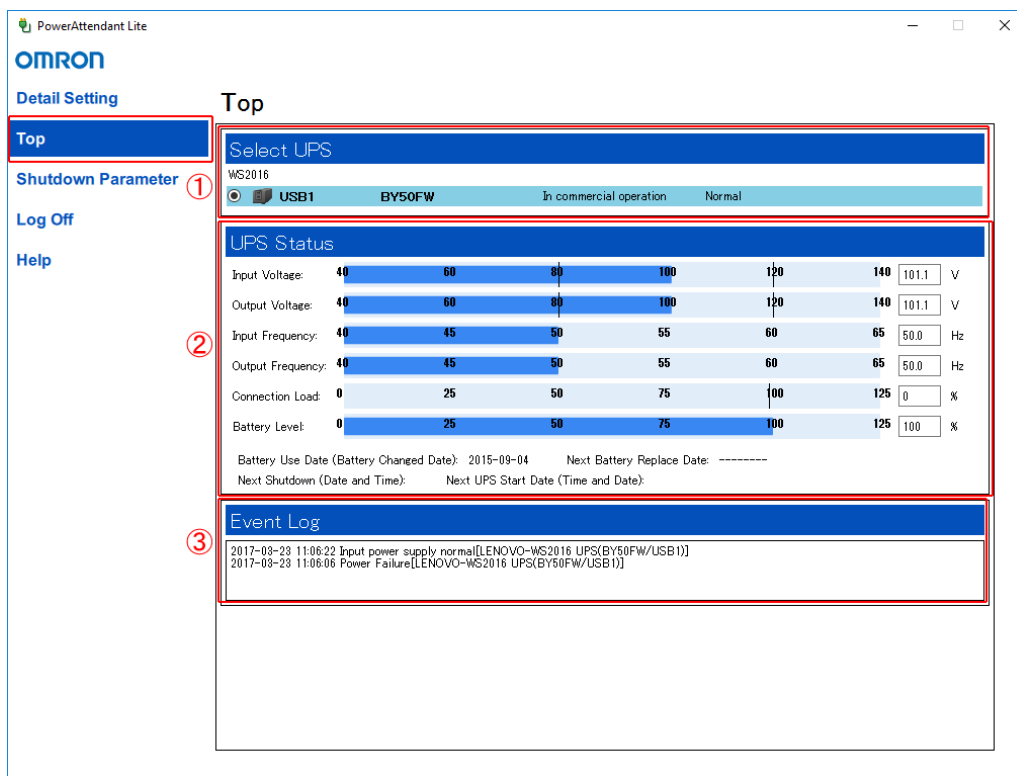 PowerAttendant Lite
OMRON
Detail Setting
Top
Shutdown Parameter
Log Off
Help
Top
①
Select UPS
WS2016
USB1 BY50FW In commercial operation Normal
②
UPS Status
Input Voltage: 40 60 80 100 120 140 101.1 V
Output Voltage: 40 60 80 100 120 140 101.1 V
Input Frequency: 40 45 50 55 60 65 50.0 Hz
Output Frequency: 40 45 50 55 60 65 50.0 Hz
Connection Load: 0 25 50 75 100 125 0 %
Battery Level: 0 25 50 75 100 125 100 %
Battery Use Date (Battery Changed Date): 2015-09-04 Next Battery Replace Date: --------
Next Shutdown (Date and Time): Next UPS Start Date (Time and Date):
③
Event Log
2017-03-23 11:06:22 Input power supply normal[LENOVO-WS2016 UPS(BY50FW/USB1)]
2017-03-23 11:06:06 Power Failure[LENOVO-WS2016 UPS(BY50FW/USB1)]